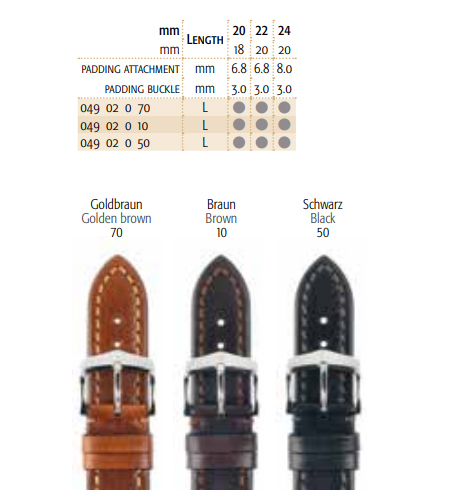 mm LENGTH 20 22 24
mm 18 20 20
PADDING ATTACHMENT mm 6.8 6.8 8.0
PADDING BUCKLE mm 3.0 3.0 3.0
049 02 0 70 L
049 02 0 10 L
049 02 0 50 L
Goldbraun Braun Schwarz
Golden brown Brown Black
70 10 50